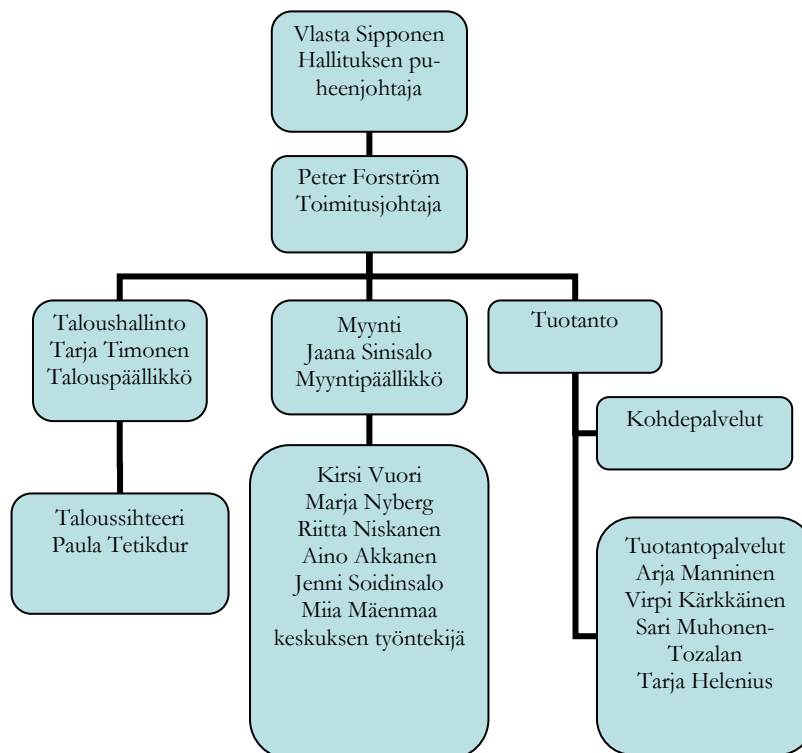 Vlasta Sipponen
Hallituksen pu-
heenjohtaja
Peter Forström
Toimitusjohtaja
Taloushallinto
Tarja Timonen
Talouspäällikkö
Myynti
Jaana Sinisalo
Myyntipäällikkö
Tuotanto
Kohdepalvelut
Taloussihteeri
Paula Tetikdur
Kirsi Vuori
Marja Nyberg
Riitta Niskanen
Aino Akkanen
Jenni Soidinsalo
Miia Mäenmaa
keskuksen työntekijä
Tuotantopalvelut
Arja Manninen
Virpi Kärkkäinen
Sari Muhonen-
Tozalan
Tarja Helenius